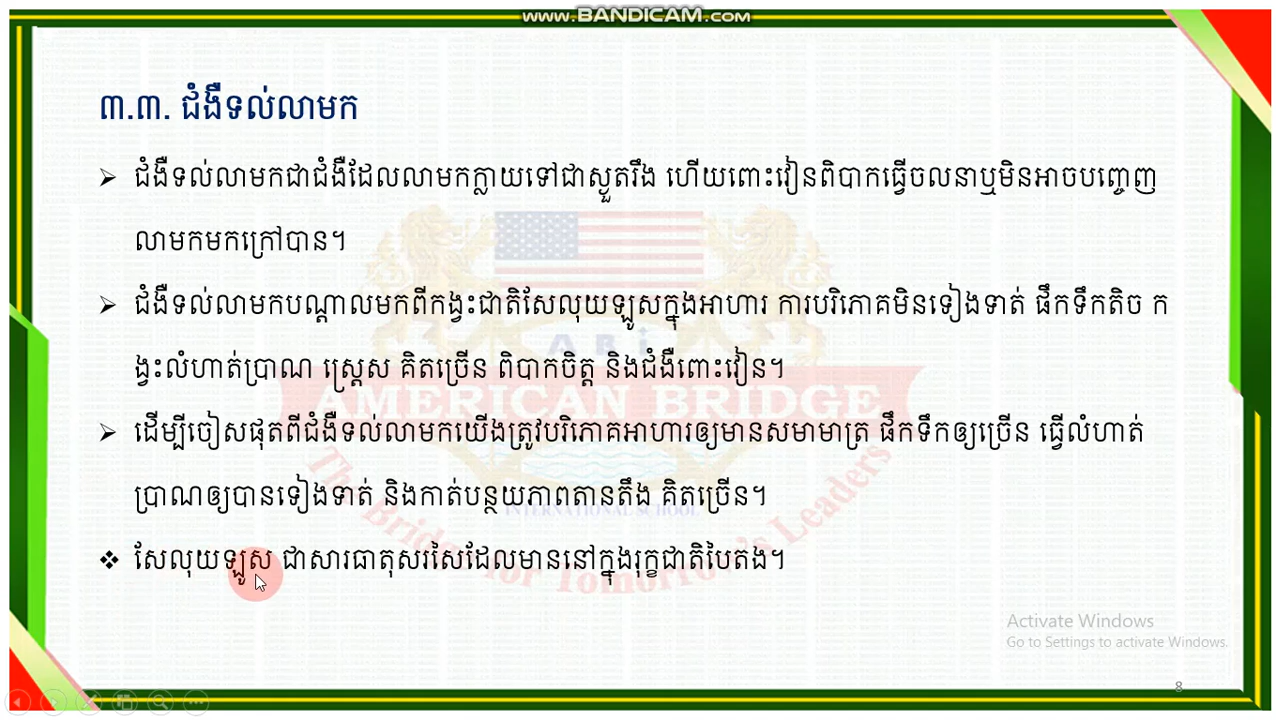 www.BANDICAM.com
៣.៣. ជំងឺទល់លាមក
➢ ជំងឺទល់លាមកជាជំងឺដែលលាមកក្លាយទៅជាស្ងួតរឹង ហើយពោះវៀនពិបាកធ្វើចលនាឬមិនអាចបញ្ចេញ
លាមកមកក្រៅបាន។
➢ ជំងឺទល់លាមកបណ្តាលមកពីកង្វះជាតិសែលុយឡូសក្នុងអាហារ ការបរិភោគមិនទៀងទាត់ ផឹកទឹកតិច ក
ង្វះលំហាត់ប្រាណ ស្ត្រេស គិតច្រើន ពិបាកចិត្ត និងជំងឺពោះវៀន។
ABi
AMERICAN BRIDGE
➢ ដើម្បីចៀសផុតពីជំងឺទល់លាមកយើងត្រូវបរិភោគអាហារឲ្យមានសមាមាត្រ ផឹកទឹកឲ្យច្រើន ធ្វើលំហាត់
ប្រាណឲ្យបានទៀងទាត់ និងកាត់បន្ថយភាពតានតឹង គិតច្រើន។
INTERNATIONAL SCHOOL
The Bridge for Tomorrow's Leaders
❖ សែលុយឡូស ជាសារធាតុសរសៃដែលមាននៅក្នុងរុក្ខជាតិបៃតង។
Activate Windows
Go to Settings to activate Windows.
8